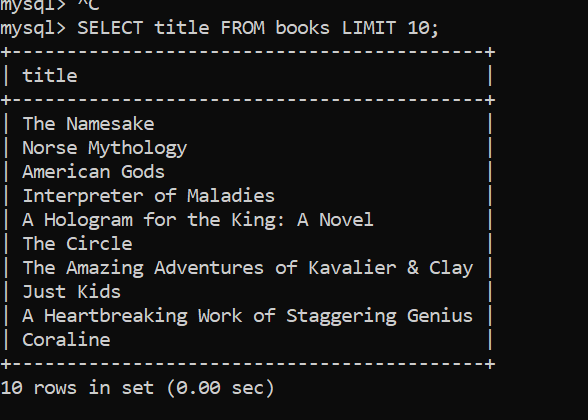 mysql> ^C
mysql> SELECT title FROM books LIMIT 10;
+-------------------------------------------+
| title                                     |
+-------------------------------------------+
| The Namesake                              |
| Norse Mythology                           |
| American Gods                             |
| Interpreter of Maladies                   |
| A Hologram for the King: A Novel          |
| The Circle                                |
| The Amazing Adventures of Kavalier & Clay |
| Just Kids                                 |
| A Heartbreaking Work of Staggering Genius |
| Coraline                                  |
+-------------------------------------------+
10 rows in set (0.00 sec)